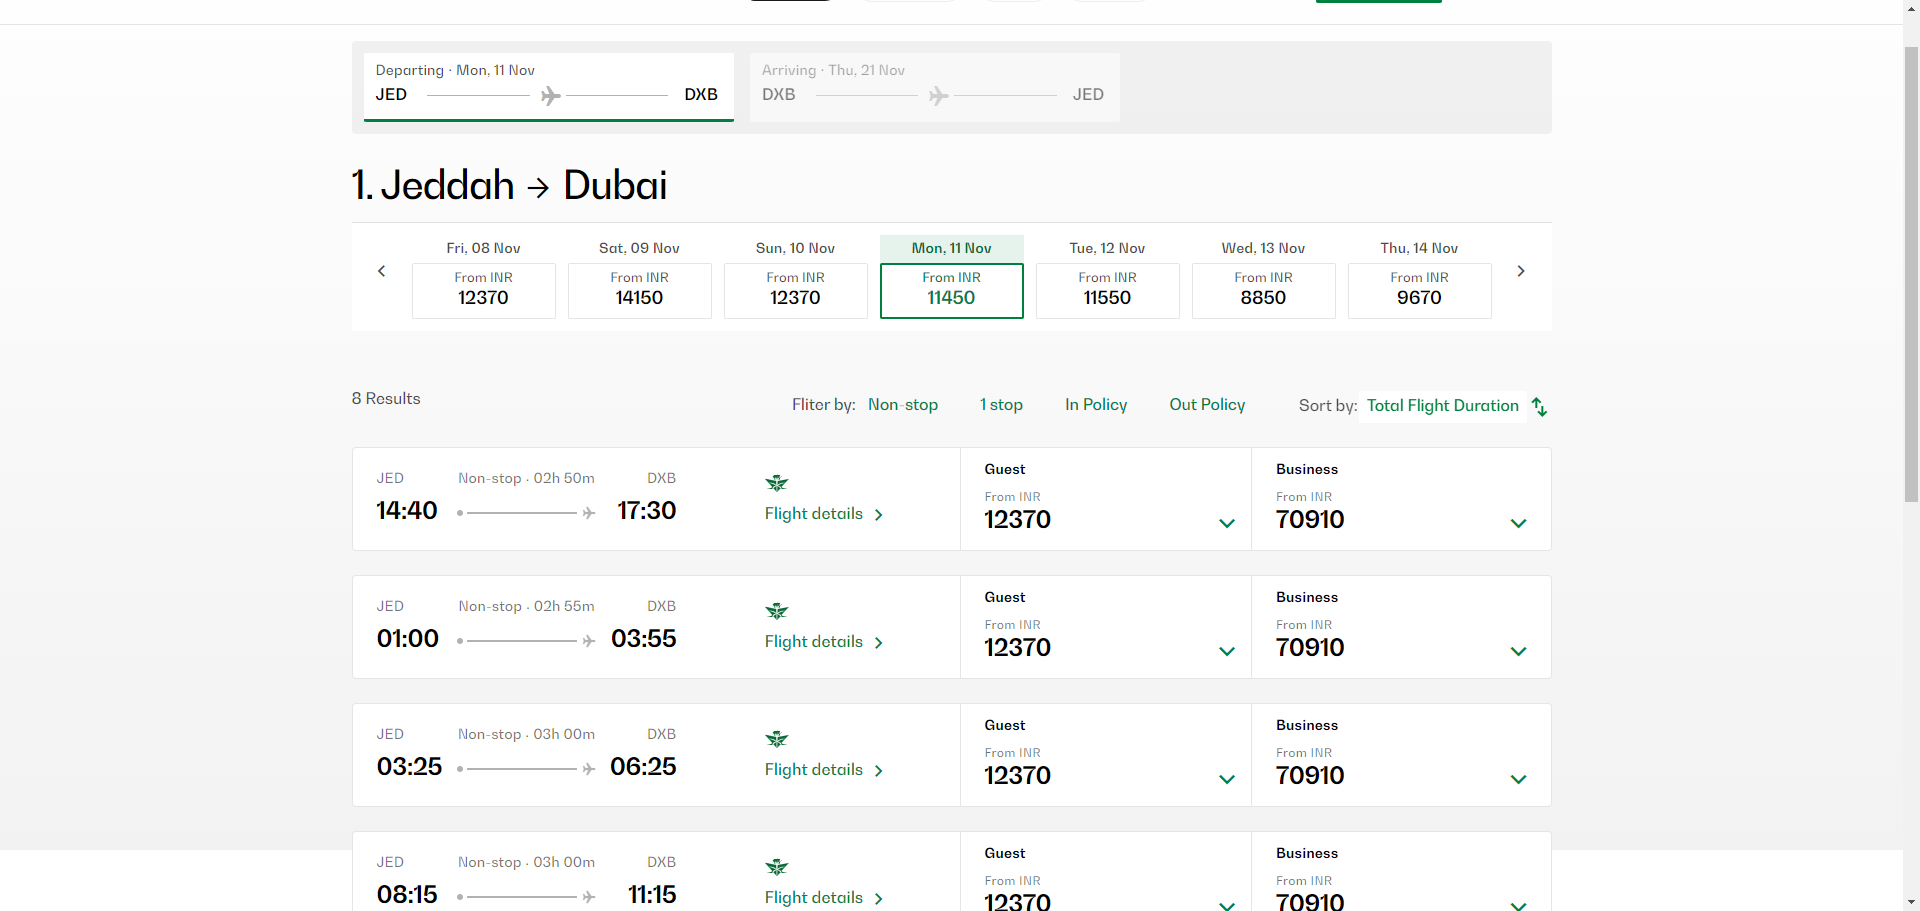 Departing · Mon, 11 Nov
JED DXB
Arriving · Thu, 21 Nov
DXB JED
1. Jeddah → Dubai
Fri, 08 Nov
From INR
12370
Sat, 09 Nov
From INR
14150
Sun, 10 Nov
From INR
12370
Mon, 11 Nov
From INR
11450
Tue, 12 Nov
From INR
11550
Wed, 13 Nov
From INR
8850
Thu, 14 Nov
From INR
9670
8 Results
Fliter by: Non-stop 1 stop In Policy Out Policy
Sort by: Total Flight Duration
JED Non-stop · 02h 50m DXB
14:40 17:30
Flight details
Guest
From INR
12370
Business
From INR
70910
JED Non-stop · 02h 55m DXB
01:00 03:55
Flight details
Guest
From INR
12370
Business
From INR
70910
JED Non-stop · 03h 00m DXB
03:25 06:25
Flight details
Guest
From INR
12370
Business
From INR
70910
JED Non-stop · 03h 00m DXB
08:15 11:15
Flight details
Guest
From INR
12370
Business
From INR
70910